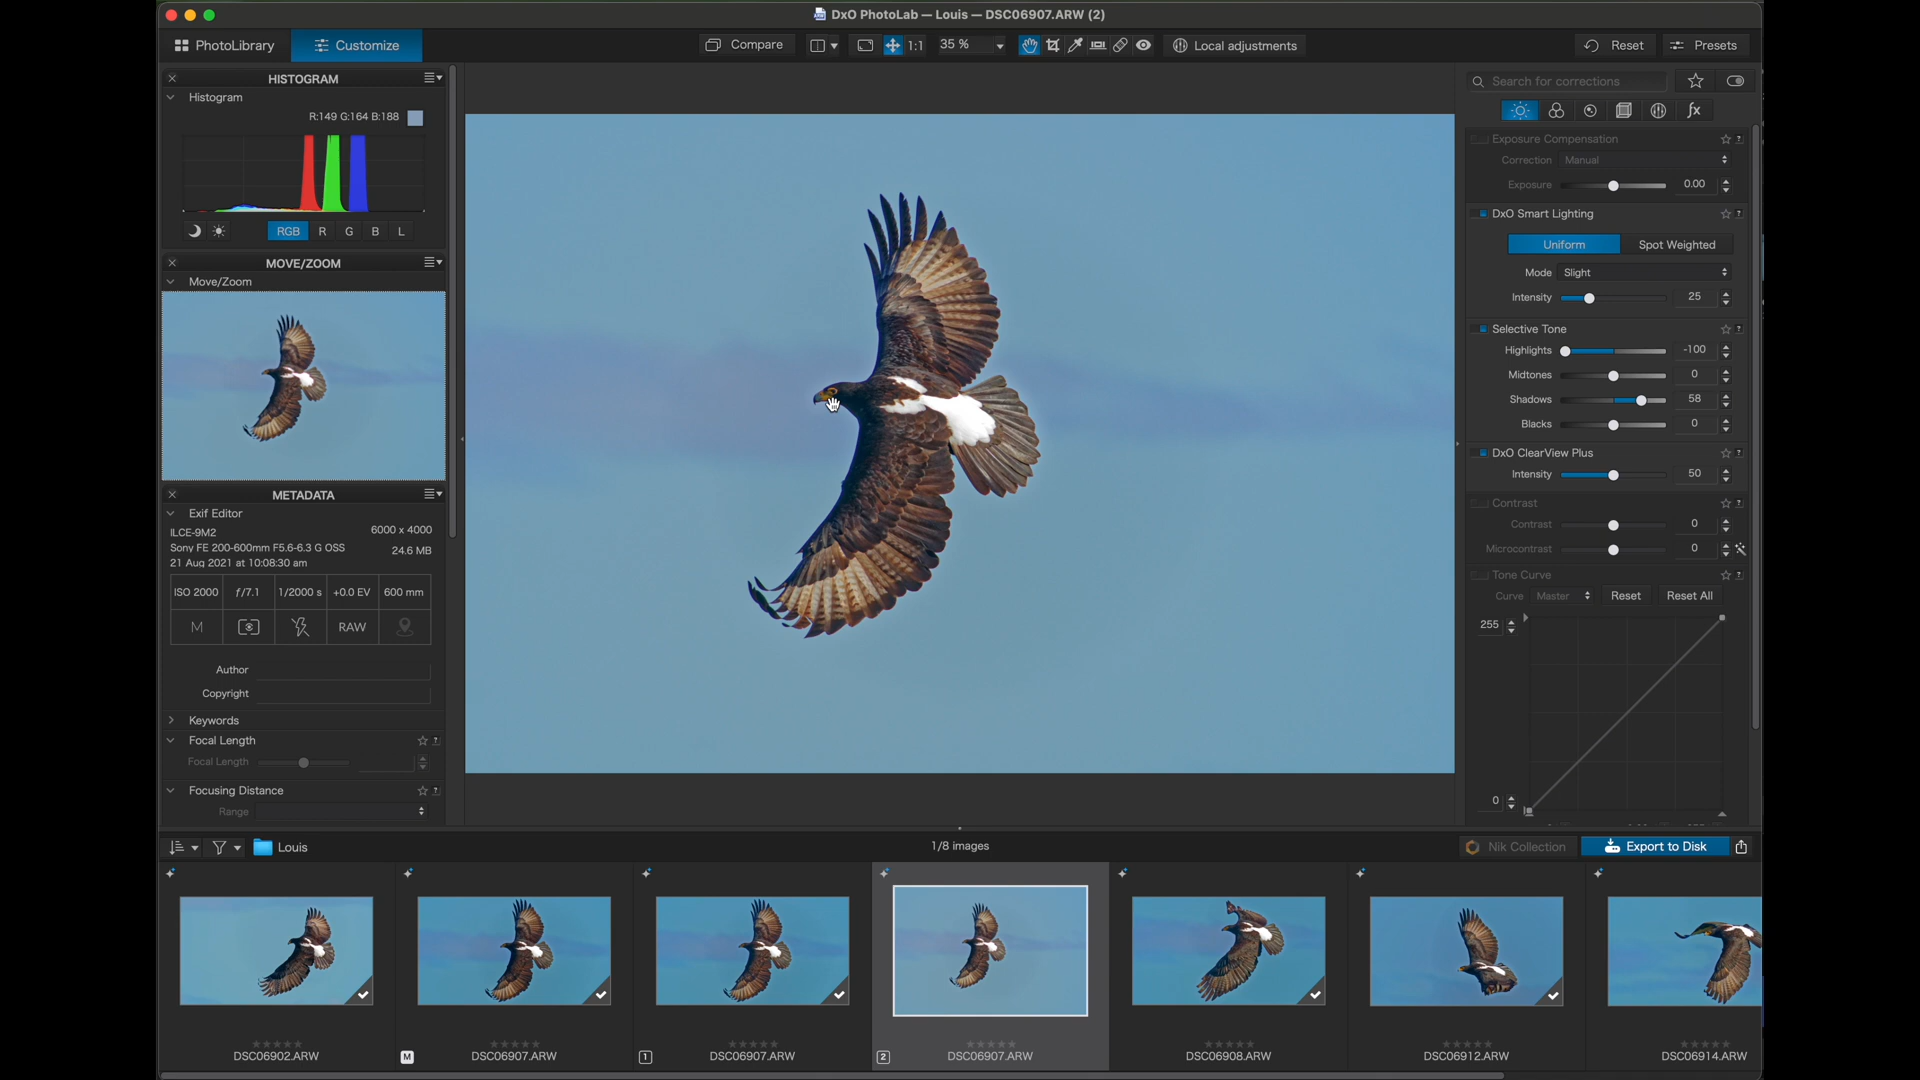 DxO PhotoLab — Louis — DSC06907.ARW (2)
PhotoLibrary
Customize
Compare
1:1
35 %
Local adjustments
Reset
Presets
HISTOGRAM
Histogram
R:149 G:164 B:188
RGB
R
G
B
L
MOVE/ZOOM
Move/Zoom
METADATA
Exif Editor
ILCE-9M2
6000 x 4000
Sony FE 200-600mm F5.6-6.3 G OSS
24.6 MB
21 Aug 2021 at 10:08:30 am
ISO 2000
ƒ/7.1
1/2000 s
+0.0 EV
600 mm
M
RAW
Author
Copyright
Keywords
Focal Length
Focal Length
Focusing Distance
Range
Search for corrections
fx
Exposure Compensation
Correction Manual
Exposure 0.00
DxO Smart Lighting
Uniform
Spot Weighted
Mode Slight
Intensity 25
Selective Tone
Highlights -100
Midtones 0
Shadows 58
Blacks 0
DxO ClearView Plus
Intensity 50
Contrast
Contrast 0
Microcontrast 0
Tone Curve
Curve Master
Reset
Reset All
255
0
Louis
1/8 images
Nik Collection
Export to Disk
DSC06902.ARW
M
DSC06907.ARW
1
DSC06907.ARW
2
DSC06907.ARW
DSC06908.ARW
DSC06912.ARW
DSC06914.ARW